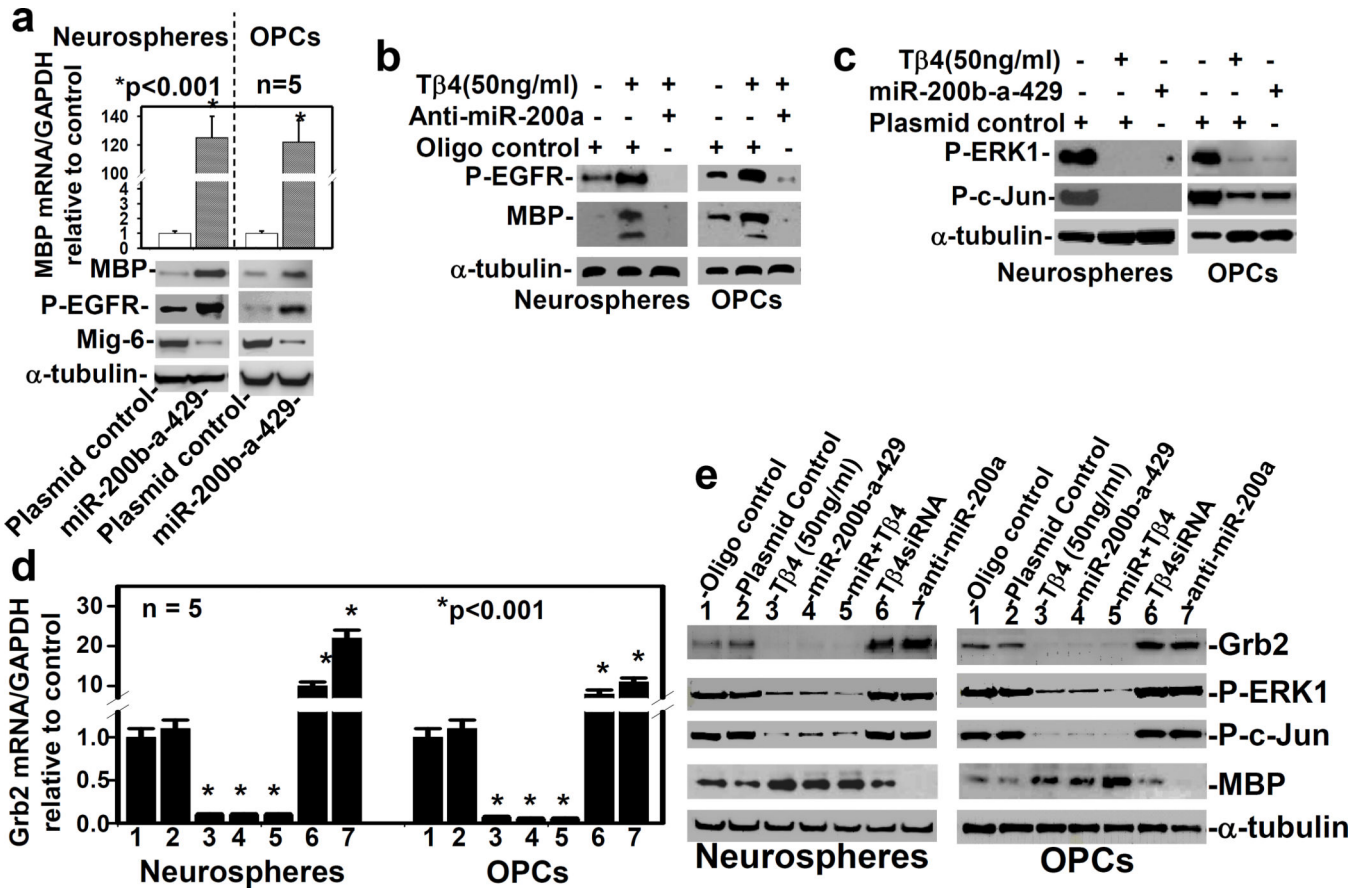 a
Neurospheres OPCs
*p<0.001 n=5
MBP mRNA/GAPDH
relative to control
140
120
100
4
3
2
1
0
* *
MBP-
P-EGFR-
Mig-6-
α-tubulin-
Plasmid control-
miR-200b-a-429-
Plasmid control-
miR-200b-a-429-
b
Tβ4(50ng/ml) - + + - + +
Anti-miR-200a - - + - - +
Oligo control + + - + + -
P-EGFR-
MBP-
α-tubulin-
Neurospheres OPCs
c
Tβ4(50ng/ml) - + - - + -
miR-200b-a-429 - - + - - +
Plasmid control + + - + + -
P-ERK1-
P-c-Jun-
α-tubulin-
Neurospheres OPCs
d
Grb2 mRNA/GAPDH
relative to control
n = 5 *p<0.001
30
20
10
1.0
0.5
0.0
* * * * * * * * * *
1 2 3 4 5 6 7 1 2 3 4 5 6 7
Neurospheres OPCs
e
-Oligo control
-Plasmid Control
-Tβ4 (50ng/ml)
-miR-200b-a-429
-miR+Tβ4
-Tβ4siRNA
-anti-miR-200a
1 2 3 4 5 6 7
-Oligo control
-Plasmid Control
-Tβ4 (50ng/ml)
-miR-200b-a-429
-miR+Tβ4
-Tβ4siRNA
-anti-miR-200a
1 2 3 4 5 6 7
-Grb2
-P-ERK1
-P-c-Jun
-MBP
-α-tubulin
Neurospheres OPCs